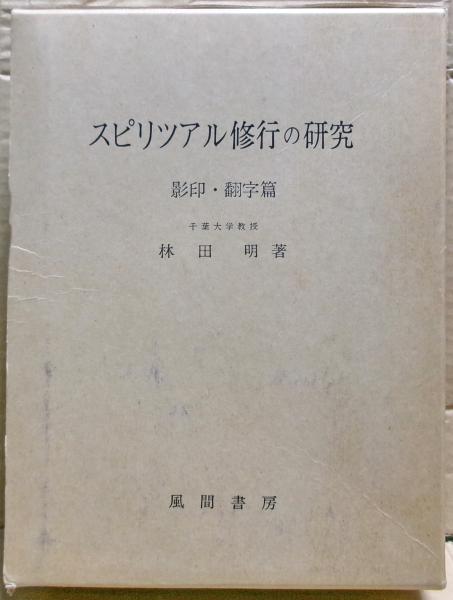 スピリツアル修行の研究
影印・翻字篇
千葉大学教授
林田 明著
風間書房